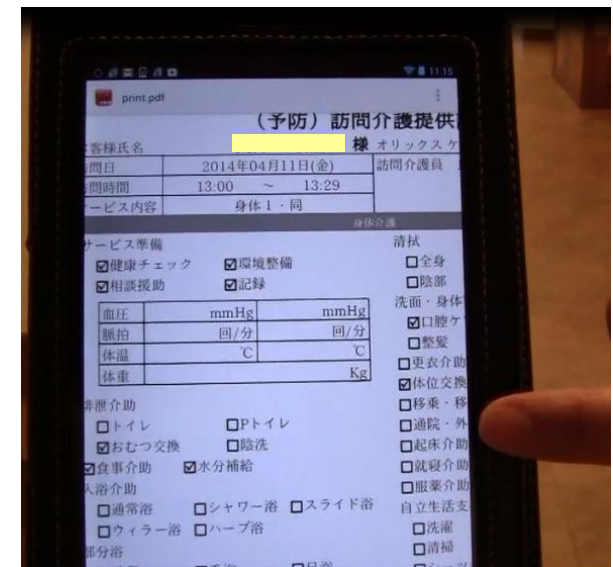 11:15
print.pdf
(予防) 訪問介護提供
客様氏名 様 オリックス ケ
訪問日 2014年04月11日(金) 訪問介護員
訪問時間 13:00 ～ 13:29
サービス内容 身体1・同
身体介護
サービス準備 清拭
☑健康チェック ☑環境整備 □全身
☑相談援助 ☑記録 □陰部
洗面・身体
血圧 mmHg mmHg ☑口腔ケ
脈拍 回/分 回/分 □整髪
体温 ℃ ℃ □更衣介助
体重 Kg ☑体位交換
排泄介助 □移乗・移
□トイレ □Pトイレ □通院・外
☑おむつ交換 □陰洗 □起床介助
☑食事介助 ☑水分補給 □就寝介助
入浴介助 □服薬介助
□通常浴 □シャワー浴 □スライド浴 自立生活支
□ウィラー浴 □ハーブ浴 □洗濯
部分浴 □清掃